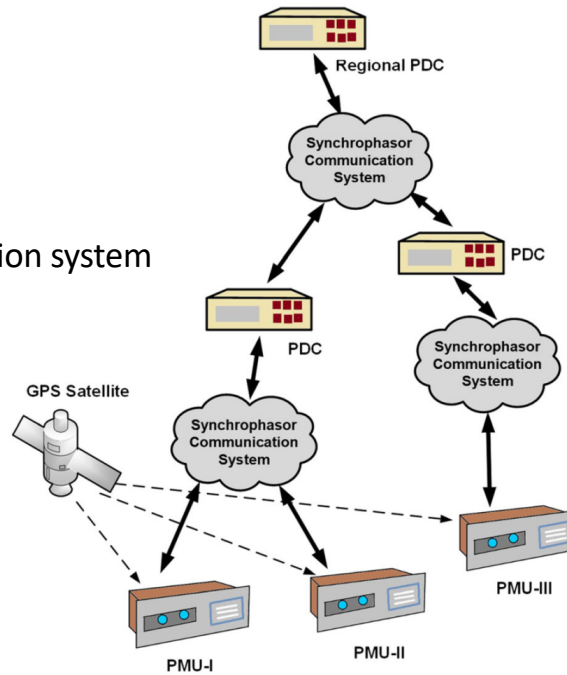 Regional PDC
Synchrophasor
Communication
System
ion system
PDC
PDC
Synchrophasor
Communication
System
GPS Satellite
Synchrophasor
Communication
System
PMU-III
PMU-II
PMU-I